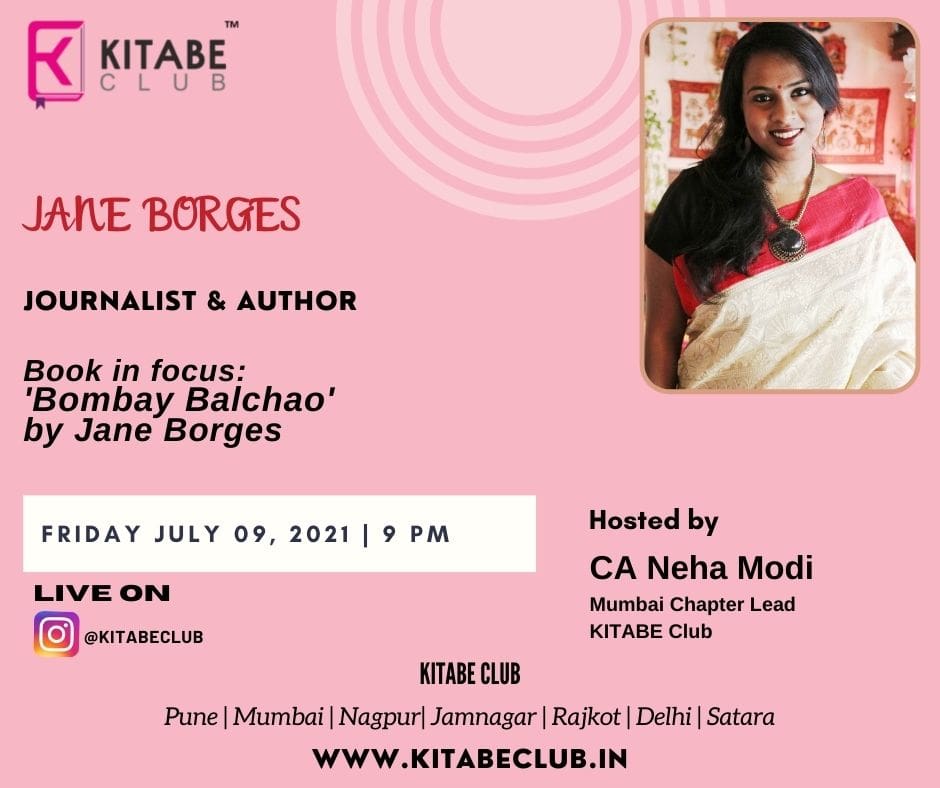 KITABE™
CLUB
JANE BORGES
JOURNALIST & AUTHOR
Book in focus:
'Bombay Balchao'
by Jane Borges
FRIDAY JULY 09, 2021 | 9 PM
LIVE ON
@KITABECLUB
Hosted by
CA Neha Modi
Mumbai Chapter Lead
KITABE Club
KITABE CLUB
Pune | Mumbai | Nagpur| Jamnagar | Rajkot | Delhi | Satara
WWW.KITABECLUB.IN